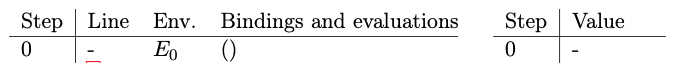 Step Line Env. Bindings and evaluations Step Value
0 - E₀ () 0 -